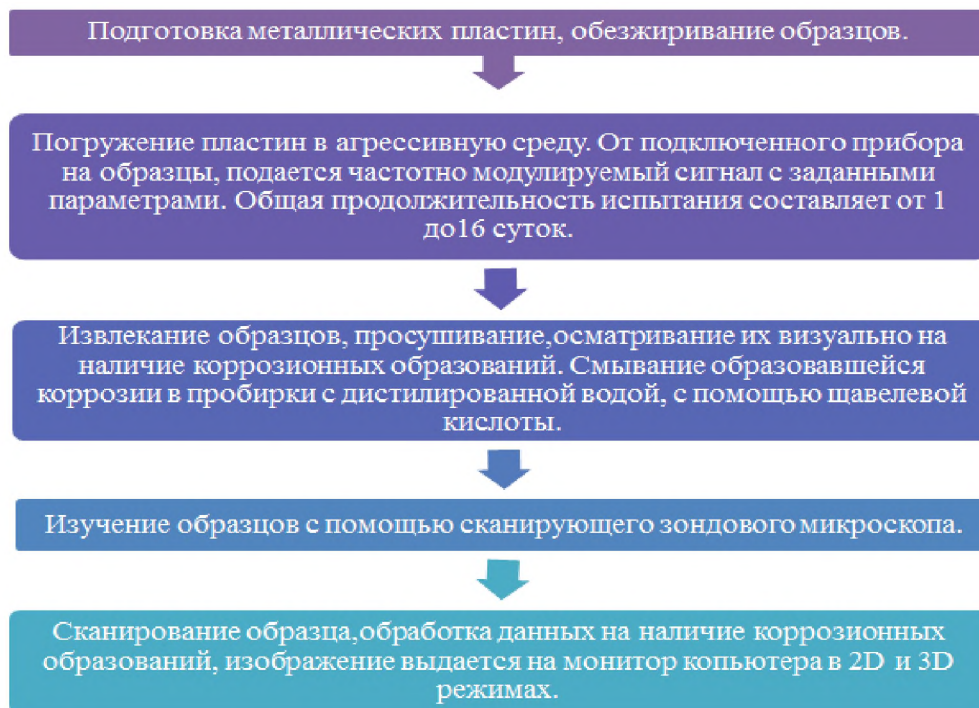 Подготовка металлических пластин, обезжиривание образцов.
Погружение пластин в агрессивную среду. От подключенного прибора
на образцы, подается частотно модулируемый сигнал с заданными
параметрами. Общая продолжительность испытания составляет от 1
до16 суток.
Извлекание образцов, просушивание,осматривание их визуально на
наличие коррозионных образований. Смывание образовавшейся
коррозии в пробирки с дистилированной водой, с помощью щавелевой
кислоты.
Изучение образцов с помощью сканирующего зондового микроскопа.
Сканирование образца,обработка данных на наличие коррозионных
образований, изображение выдается на монитор копьютера в 2D и 3D
режимах.